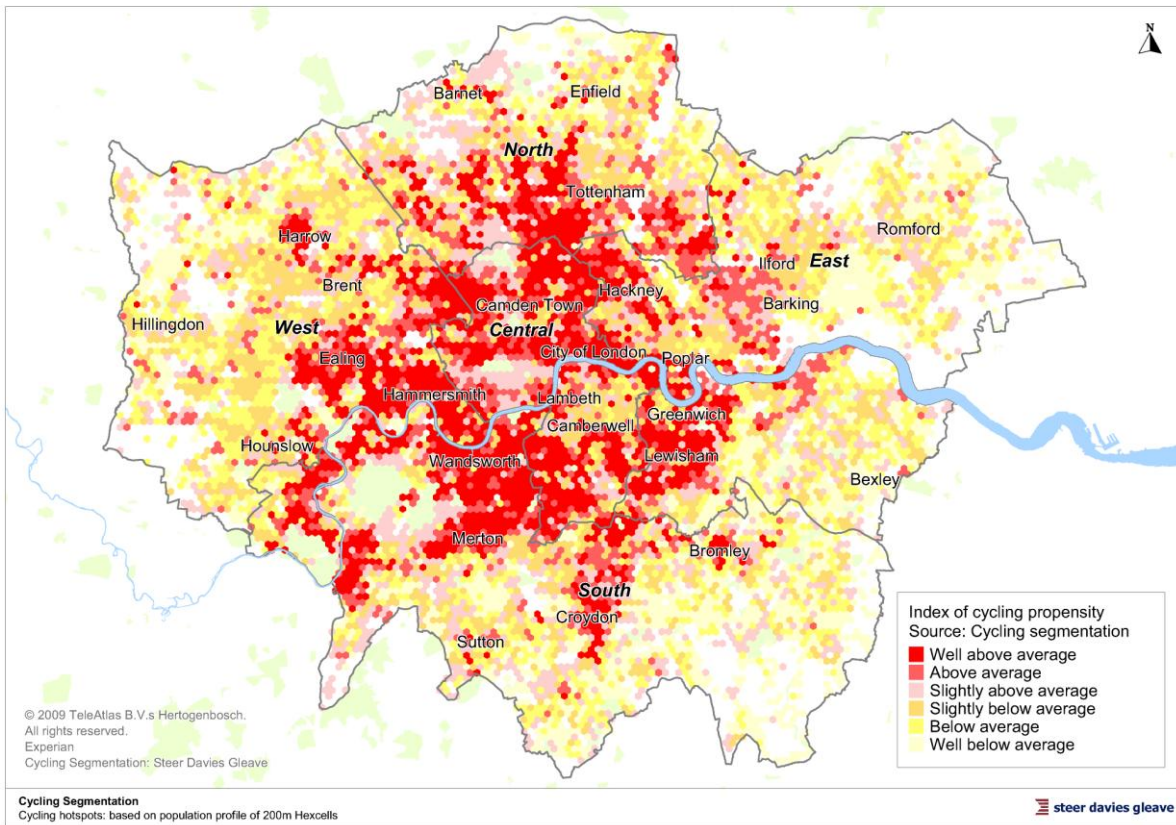 N
Barnet
Enfield
North
Tottenham
Harrow
Romford
Ilford
East
Brent
Hackney
Camden Town
Barking
Hillingdon
West
Central
City of London
Ealing
Poplar
Hammersmith
Lambeth
Greenwich
Camberwell
Hounslow
Wandsworth
Lewisham
Bexley
Merton
Bromley
South
Croydon
Sutton
Index of cycling propensity
Source: Cycling segmentation
Well above average
Above average
Slightly above average
Slightly below average
Below average
Well below average
© 2009 TeleAtlas B.V.s Hertogenbosch.
All rights reserved.
Experian
Cycling Segmentation: Steer Davies Gleave
Cycling Segmentation
Cycling hotspots: based on population profile of 200m Hexcells
steer davies gleave